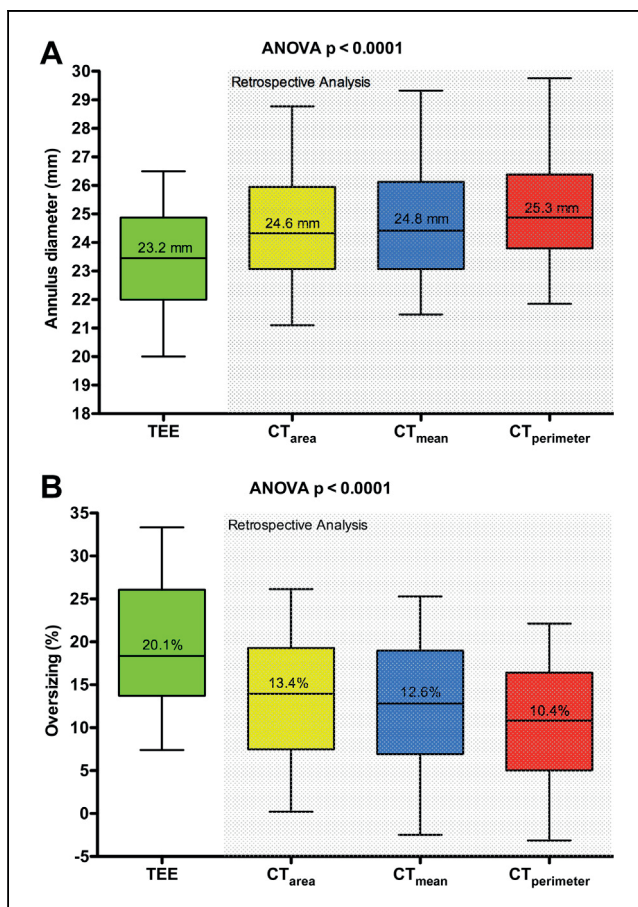 A
ANOVA p < 0.0001
Retrospective Analysis
Annulus diameter (mm)
30
29
28
27
26
25
24
23
22
21
20
19
18
23.2 mm
24.6 mm
24.8 mm
25.3 mm
TEE
CTarea
CTmean
CTperimeter
B
ANOVA p < 0.0001
Retrospective Analysis
Oversizing (%)
35
30
25
20
15
10
5
0
-5
20.1%
13.4%
12.6%
10.4%
TEE
CTarea
CTmean
CTperimeter